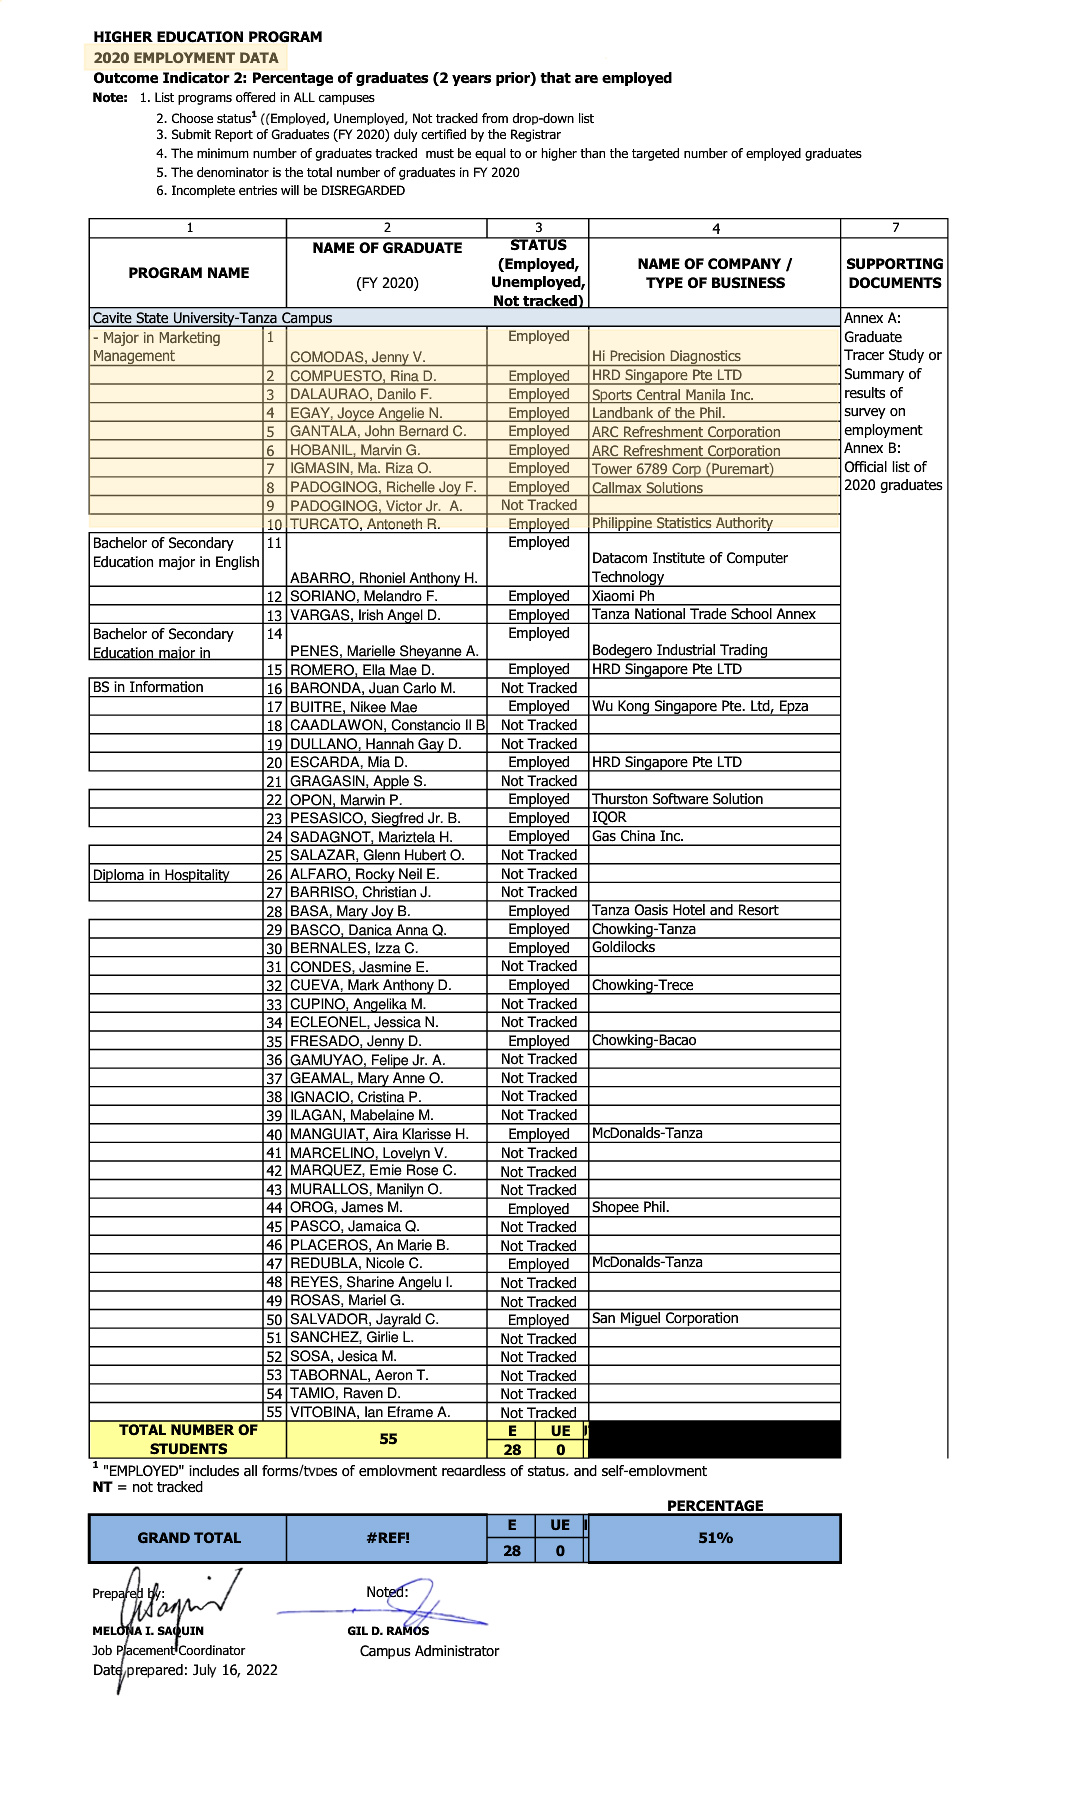 HIGHER EDUCATION PROGRAM
2020 EMPLOYMENT DATA
Outcome Indicator 2: Percentage of graduates (2 years prior) that are employed
Note: 1. List programs offered in ALL campuses
2. Choose status¹ ((Employed, Unemployed, Not tracked from drop-down list
3. Submit Report of Graduates (FY 2020) duly certified by the Registrar
4. The minimum number of graduates tracked must be equal to or higher than the targeted number of employed graduates
5. The denominator is the total number of graduates in FY 2020
6. Incomplete entries will be DISREGARDED
1 2 3 4 7
PROGRAM NAME
NAME OF GRADUATE
(FY 2020)
STATUS
(Employed,
Unemployed,
Not tracked)
NAME OF COMPANY /
TYPE OF BUSINESS
SUPPORTING
DOCUMENTS
Cavite State University-Tanza Campus
Annex A:
Graduate
Tracer Study or
Summary of
results of
survey on
employment
Annex B:
Official list of
2020 graduates
- Major in Marketing
Management
1 COMODAS, Jenny V. Employed Hi Precision Diagnostics
2 COMPUESTO, Rina D. Employed HRD Singapore Pte LTD
3 DALAURAO, Danilo F. Employed Sports Central Manila Inc.
4 EGAY, Joyce Angelie N. Employed Landbank of the Phil.
5 GANTALA, John Bernard C. Employed ARC Refreshment Corporation
6 HOBANIL, Marvin G. Employed ARC Refreshment Corporation
7 IGMASIN, Ma. Riza O. Employed Tower 6789 Corp (Puremart)
8 PADOGINOG, Richelle Joy F. Employed Callmax Solutions
9 PADOGINOG, Victor Jr. A. Not Tracked
10 TURCATO, Antoneth R. Employed Philippine Statistics Authority
Bachelor of Secondary
Education major in English
11 ABARRO, Rhoniel Anthony H. Employed Datacom Institute of Computer
Technology
12 SORIANO, Melandro F. Employed Xiaomi Ph
13 VARGAS, Irish Angel D. Employed Tanza National Trade School Annex
Bachelor of Secondary
Education major in
14 PENES, Marielle Sheyanne A. Employed Bodegero Industrial Trading
15 ROMERO, Ella Mae D. Employed HRD Singapore Pte LTD
BS in Information 16 BARONDA, Juan Carlo M. Not Tracked
17 BUITRE, Nikee Mae Employed Wu Kong Singapore Pte. Ltd, Epza
18 CAADLAWON, Constancio II B Not Tracked
19 DULLANO, Hannah Gay D. Not Tracked
20 ESCARDA, Mia D. Employed HRD Singapore Pte LTD
21 GRAGASIN, Apple S. Not Tracked
22 OPON, Marwin P. Employed Thurston Software Solution
23 PESASICO, Siegfred Jr. B. Employed IQOR
24 SADAGNOT, Mariztela H. Employed Gas China Inc.
25 SALAZAR, Glenn Hubert O. Not Tracked
Diploma in Hospitality 26 ALFARO, Rocky Neil E. Not Tracked
27 BARRISO, Christian J. Not Tracked
28 BASA, Mary Joy B. Employed Tanza Oasis Hotel and Resort
29 BASCO, Danica Anna Q. Employed Chowking-Tanza
30 BERNALES, Izza C. Employed Goldilocks
31 CONDES, Jasmine E. Not Tracked
32 CUEVA, Mark Anthony D. Employed Chowking-Trece
33 CUPINO, Angelika M. Not Tracked
34 ECLEONEL, Jessica N. Not Tracked
35 FRESADO, Jenny D. Employed Chowking-Bacao
36 GAMUYAO, Felipe Jr. A. Not Tracked
37 GEAMAL, Mary Anne O. Not Tracked
38 IGNACIO, Cristina P. Not Tracked
39 ILAGAN, Mabelaine M. Not Tracked
40 MANGUIAT, Aira Klarisse H. Employed McDonalds-Tanza
41 MARCELINO, Lovelyn V. Not Tracked
42 MARQUEZ, Emie Rose C. Not Tracked
43 MURALLOS, Manilyn O. Not Tracked
44 OROG, James M. Employed Shopee Phil.
45 PASCO, Jamaica Q. Not Tracked
46 PLACEROS, An Marie B. Not Tracked
47 REDUBLA, Nicole C. Employed McDonalds-Tanza
48 REYES, Sharine Angelu I. Not Tracked
49 ROSAS, Mariel G. Not Tracked
50 SALVADOR, Jayrald C. Employed San Miguel Corporation
51 SANCHEZ, Girlie L. Not Tracked
52 SOSA, Jesica M. Not Tracked
53 TABORNAL, Aeron T. Not Tracked
54 TAMIO, Raven D. Not Tracked
55 VITOBINA, Ian Eframe A. Not Tracked
TOTAL NUMBER OF
STUDENTS
55
E UE
28 0
¹ "EMPLOYED" includes all forms/types of employment regardless of status, and self-employment
NT = not tracked
PERCENTAGE
GRAND TOTAL #REF! 51%
E UE
28 0
Prepared by: Noted:
MELONA I. SAQUIN GIL D. RAMOS
Job Placement Coordinator Campus Administrator
Date prepared: July 16, 2022